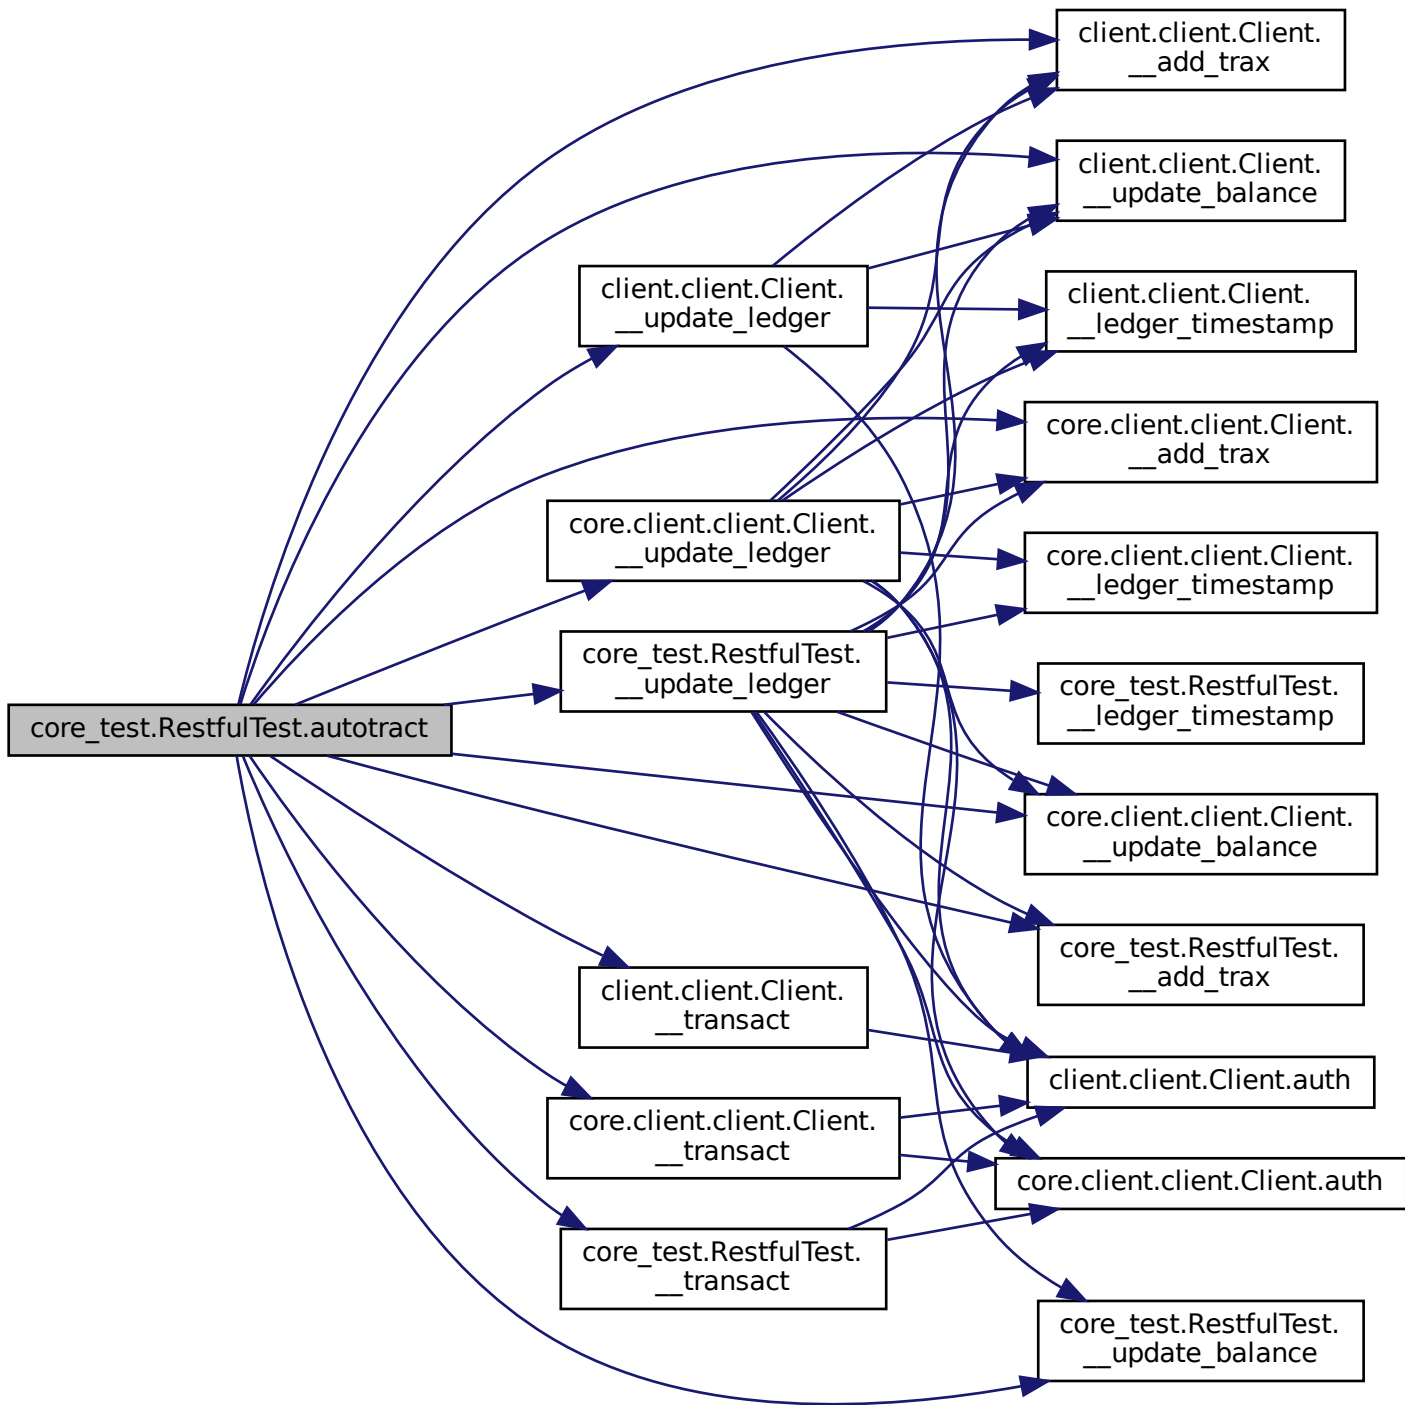 core_test.RestfulTest.autotract
client.client.Client.
__update_ledger
core.client.client.Client.
__update_ledger
core_test.RestfulTest.
__update_ledger
client.client.Client.
__transact
core.client.client.Client.
__transact
core_test.RestfulTest.
__transact
client.client.Client.
__add_trax
client.client.Client.
__update_balance
client.client.Client.
__ledger_timestamp
core.client.client.Client.
__add_trax
core.client.client.Client.
__ledger_timestamp
core_test.RestfulTest.
__ledger_timestamp
core.client.client.Client.
__update_balance
core_test.RestfulTest.
__add_trax
client.client.Client.auth
core.client.client.Client.auth
core_test.RestfulTest.
__update_balance